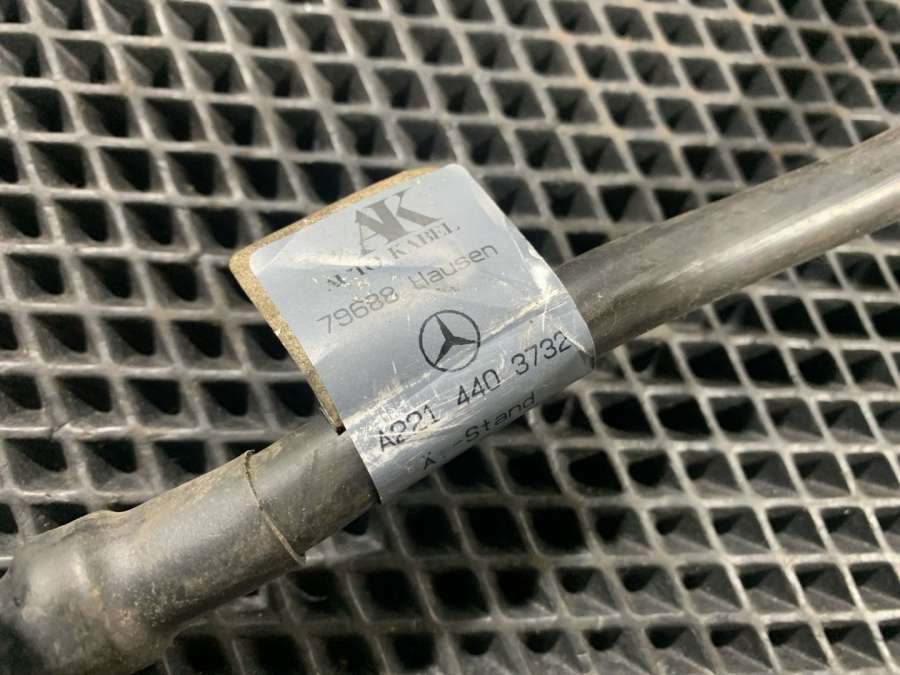 AK
AUTO KABEL
79688 Hausen
A221 440 3732
Ä.-Stand